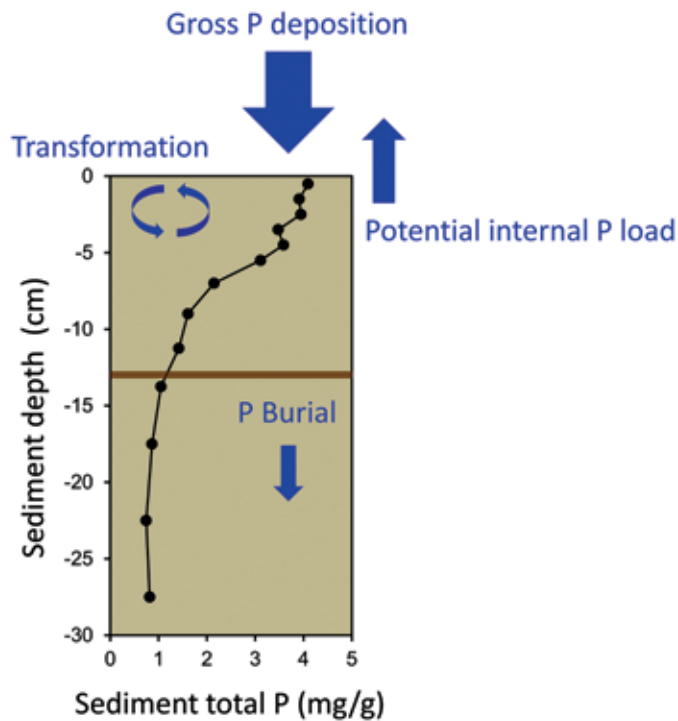 Gross P deposition
Transformation
Potential internal P load
0
-5
-10
-15
-20
-25
-30
Sediment depth (cm)
P Burial
0 1 2 3 4 5
Sediment total P (mg/g)